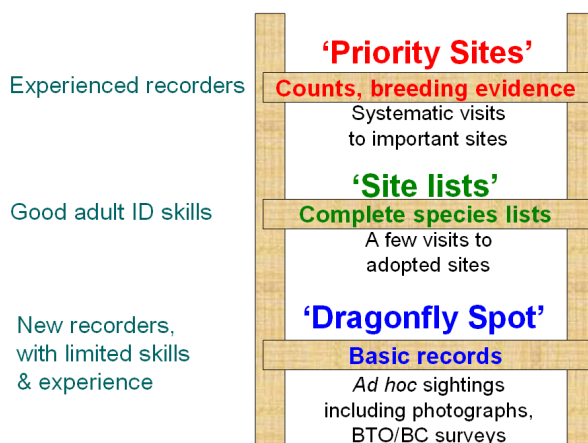 Experienced recorders
‘Priority Sites’
Counts, breeding evidence
Systematic visits
to important sites
Good adult ID skills
‘Site lists’
Complete species lists
A few visits to
adopted sites
New recorders,
with limited skills
& experience
‘Dragonfly Spot’
Basic records
Ad hoc sightings
including photographs,
BTO/BC surveys